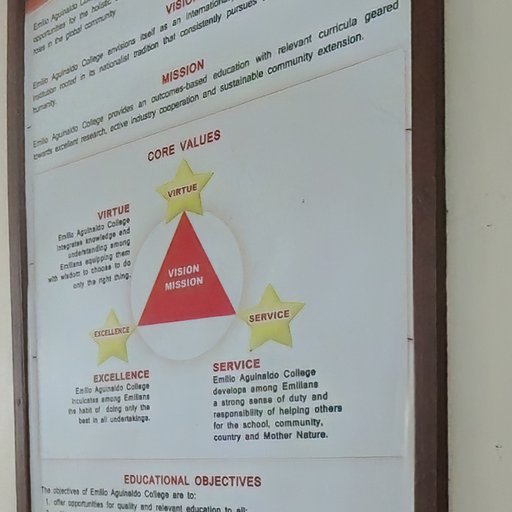 Emilio Aguinaldo
opportunities for the holistic
roles in the global community
VISION
Emilio Aguinaldo College envisions itself as an internationally
institution rooted in its nationalist tradition that consistently pursues
humanity.
MISSION
Emilio Aguinaldo College provides an outcomes-based education with relevant curricula geared
towards excellent research, active industry cooperation and sustainable community extension.
CORE VALUES
VIRTUE
VIRTUE
Emilio Aguinaldo College
integrates knowledge and
understanding among
Emilians equipping them
with wisdom to choose to do
only the right thing.
VISION
MISSION
EXCELLENCE
SERVICE
EXCELLENCE
Emilio Aguinaldo College
inculcates among Emilians
the habit of doing only the
best in all undertakings.
SERVICE
Emilio Aguinaldo College
develops among Emilians
a strong sense of duty and
responsibility of helping others
for the school, community,
country and Mother Nature.
EDUCATIONAL OBJECTIVES
The objectives of Emilio Aguinaldo College are to:
1. offer opportunities for quality and relevant education to all;